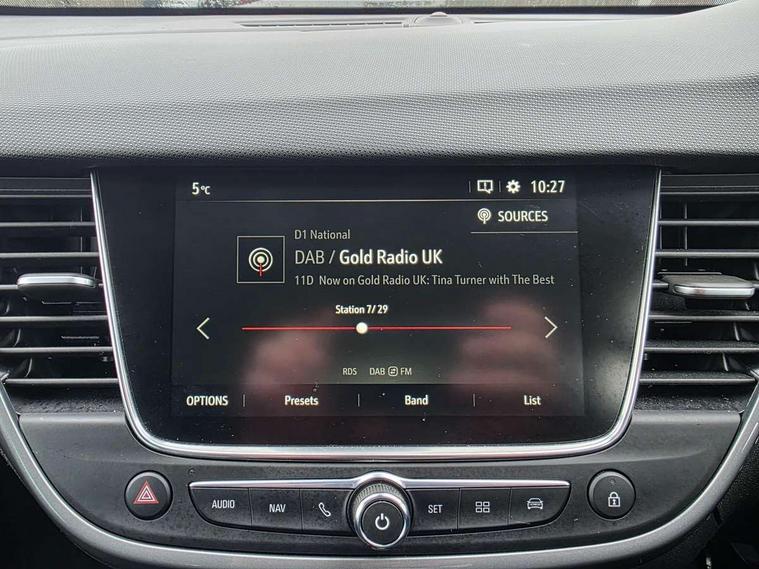 5°C 10:27
SOURCES
D1 National
DAB / Gold Radio UK
11D Now on Gold Radio UK: Tina Turner with The Best
Station 7/29
RDS DAB FM
OPTIONS Presets Band List
AUDIO NAV SET